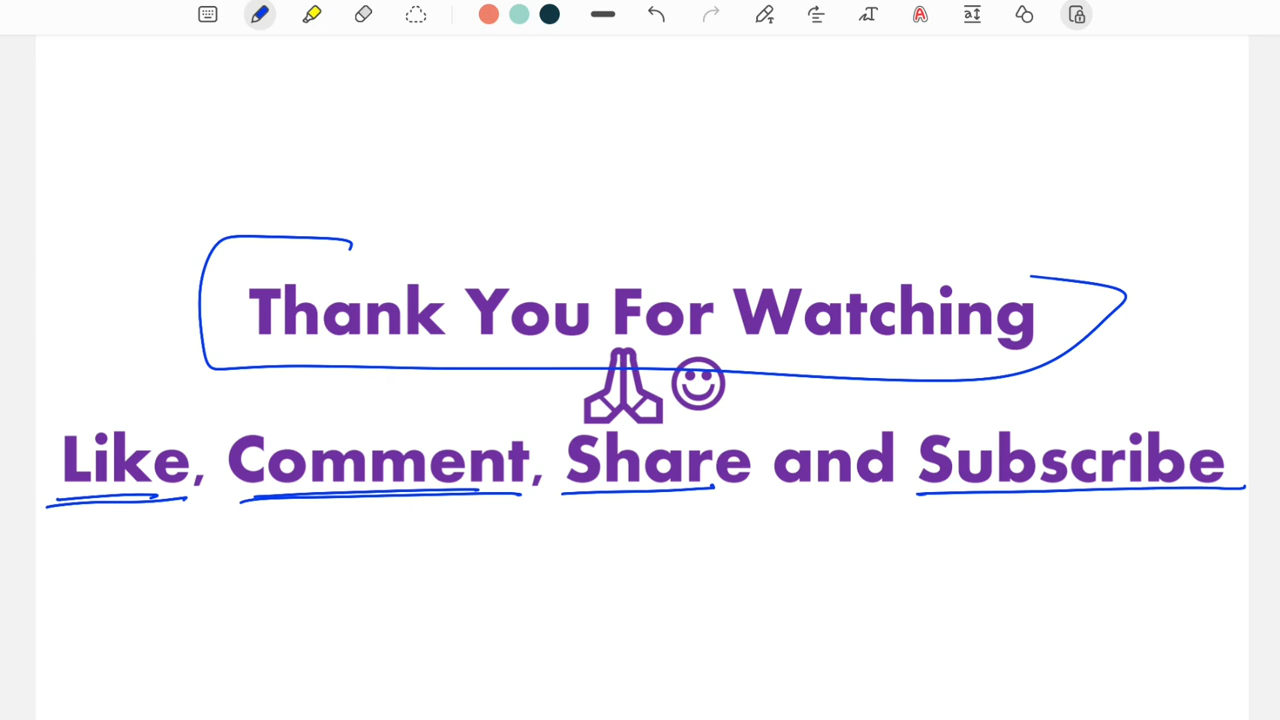 Thank You For Watching
🙏☺
Like, Comment, Share and Subscribe